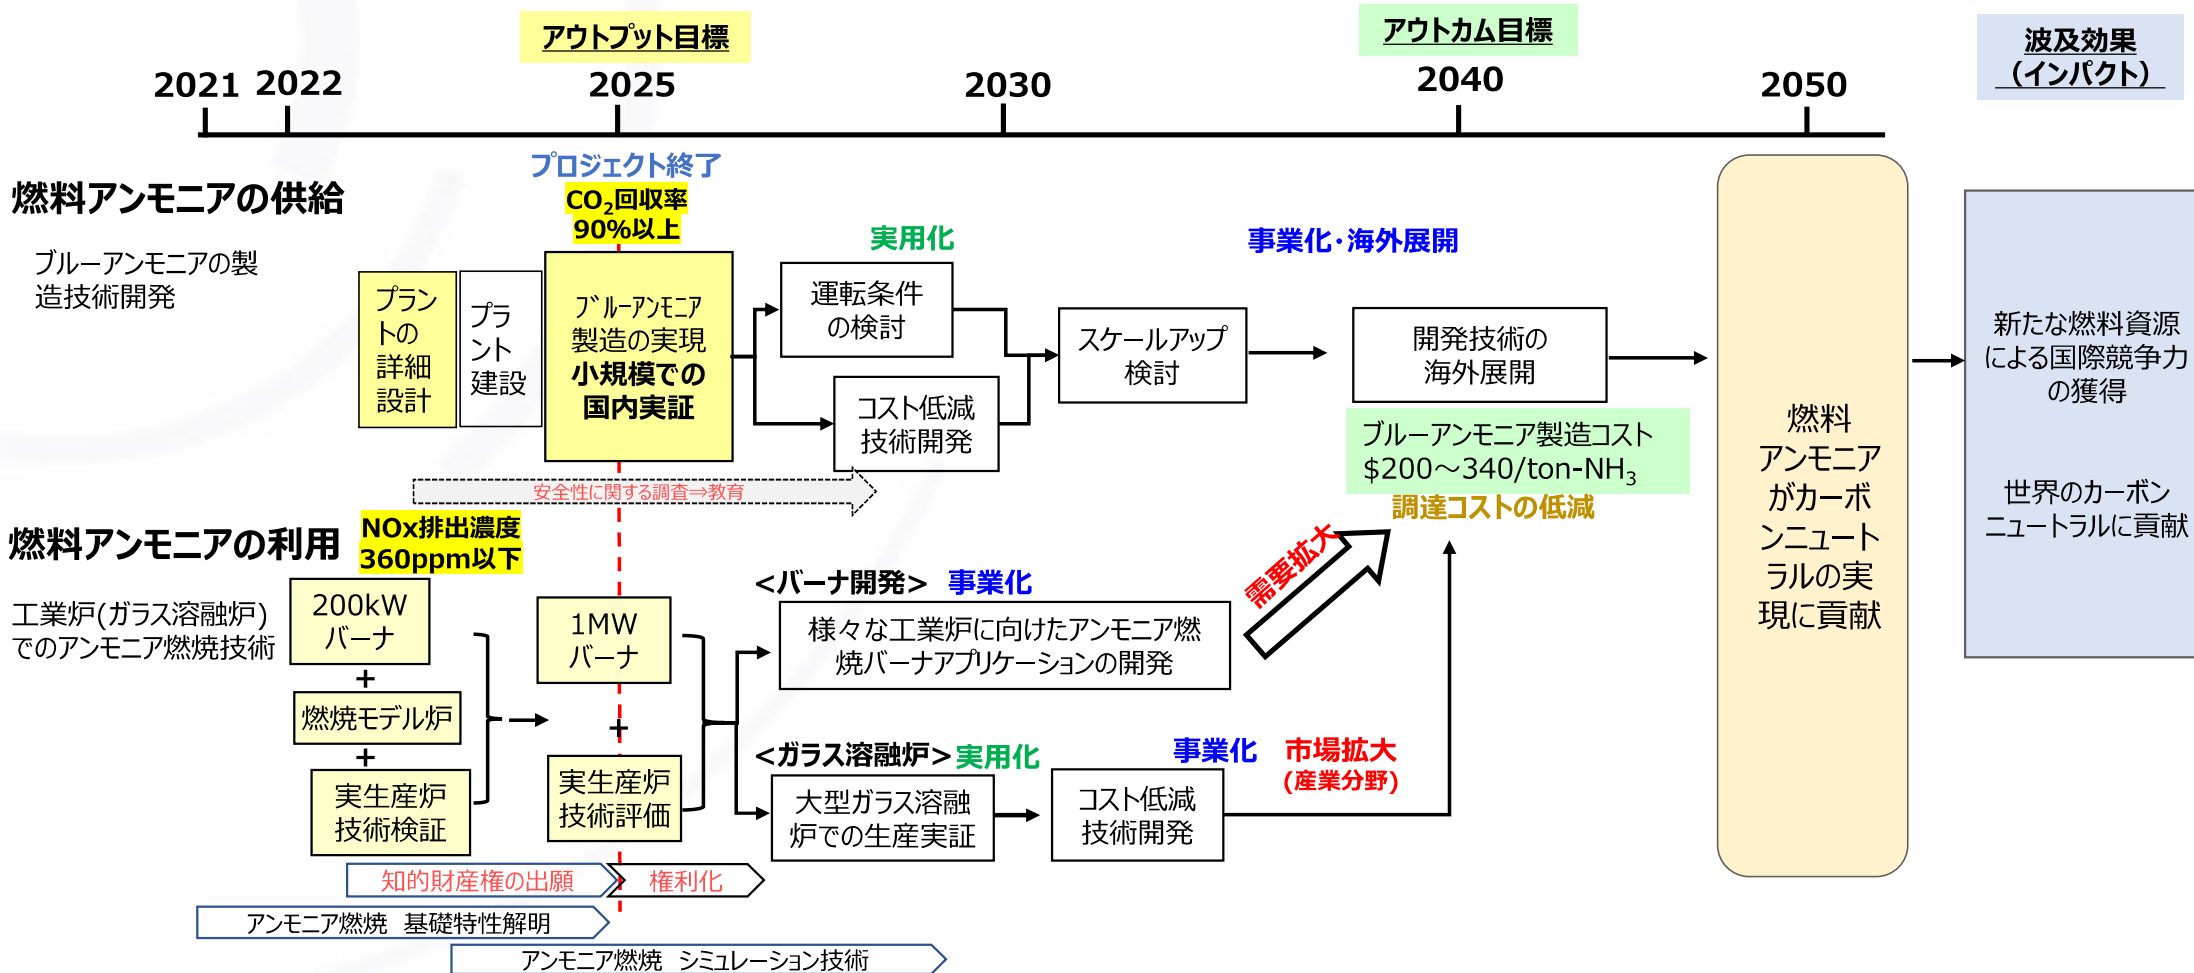 アウトプット目標
アウトカム目標
波及効果
（インパクト）
2021
2022
2025
2030
2040
2050
プロジェクト終了
燃料アンモニアの供給
CO₂回収率
90%以上
実用化
事業化･海外展開
ブルーアンモニアの製
造技術開発
プラン
トの
詳細
設計
プラ
ント
建設
ﾌﾞﾙｰｱﾝﾓﾆｱ
製造の実現
小規模での
国内実証
運転条件
の検討
コスト低減
技術開発
スケールアップ
検討
開発技術の
海外展開
ブルーアンモニア製造コスト
$200～340/ton-NH₃
調達コストの低減
燃料
アンモニア
がカーボ
ンニュート
ラルの実
現に貢献
新たな燃料資源
による国際競争力
の獲得
世界のカーボン
ニュートラルに貢献
安全性に関する調査⇒教育
燃料アンモニアの利用
NOx排出濃度
360ppm以下
需要拡大
工業炉(ガラス溶融炉)
でのアンモニア燃焼技術
200kW
バーナ
+
燃焼モデル炉
+
実生産炉
技術検証
1MW
バーナ
+
実生産炉
技術評価
<バーナ開発>
事業化
様々な工業炉に向けたアンモニア燃
焼バーナアプリケーションの開発
<ガラス溶融炉>
実用化
事業化
市場拡大
(産業分野)
大型ガラス溶融
炉での生産実証
コスト低減
技術開発
知的財産権の出願
権利化
アンモニア燃焼　基礎特性解明
アンモニア燃焼　シミュレーション技術